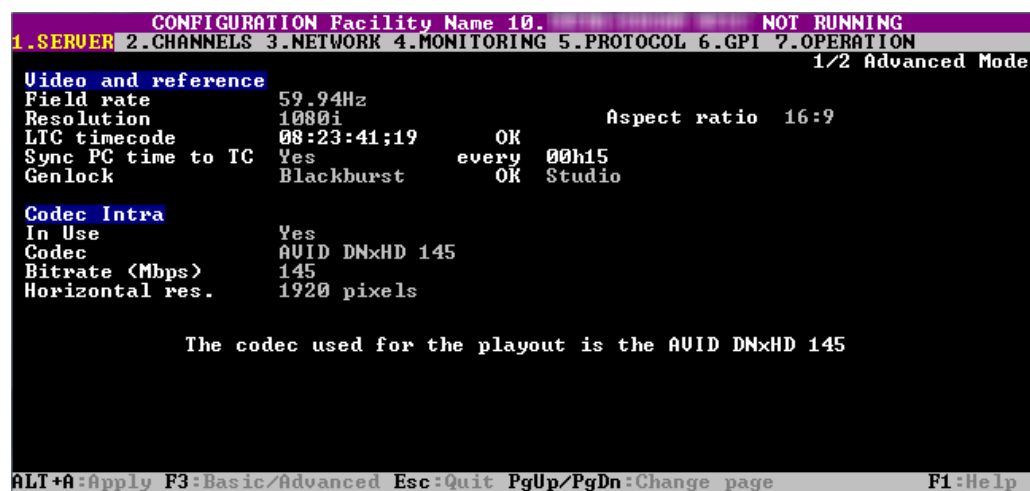 CONFIGURATION Facility Name 10. NOT RUNNING
1.SERVER 2.CHANNELS 3.NETWORK 4.MONITORING 5.PROTOCOL 6.GPI 7.OPERATION
1/2 Advanced Mode
Video and reference
Field rate 59.94Hz
Resolution 1080i Aspect ratio 16:9
LTC timecode 08:23:41;19 OK
Sync PC time to TC Yes every 00h15
Genlock Blackburst OK Studio
Codec Intra
In Use Yes
Codec AVID DNxHD 145
Bitrate (Mbps) 145
Horizontal res. 1920 pixels
The codec used for the playout is the AVID DNxHD 145
ALT+A:Apply F3:Basic/Advanced Esc:Quit PgUp/PgDn:Change page F1:Help